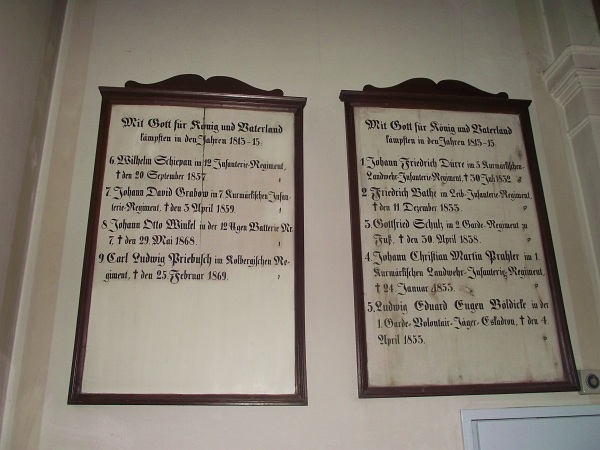 Mit Gott für König und Vaterland
kämpften in den Jahren 1813-15.
6 Wilhelm Schiepan im 12 Infanterie-Regiment,
† den 20 September 1857.
7 Johann David Grabow im 7 Kurmärkischen Infan-
terie-Regiment. † den 3 April 1859.
8 Johann Otto Winkel in der 12 Pfgen Batterie Nr.
7. † den 29. Mai 1868.
9 Carl Ludwig Priebusch im Kolbergischen Re-
giment, † den 25 Februar 1869.
Mit Gott für König und Vaterland
kämpften in den Jahren 1813-15.
1 Johann Friedrich Dürre im 5 Kurmärkischen
Landwehr-Infanterie-Regiment, † 30 Juli 1852.
2 Friedrich Bathe im Leib-Infanterie-Regiment,
† den 11 Dezember 1853.
3. Gottfried Schulz im 2 Garde-Regiment zu
Fuß. † den 30 April 1838.
4. Johann Christian Martin Prahler im 1.
Kurmärkischen Landwehr-Infanterie-Regiment,
† 24 Januar 1855.
5. Ludwig Eduard Eugen Boldicke in der
1. Garde-Volontair-Jäger-Eskadron, † den 4
April 1855.